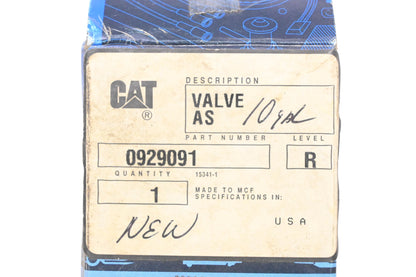 CAT
®
DESCRIPTION
VALVE
AS
10 gal
PART NUMBER LEVEL
0929091 R
QUANTITY 15341-1
1
MADE TO MCF
SPECIFICATIONS IN:
USA
NEW